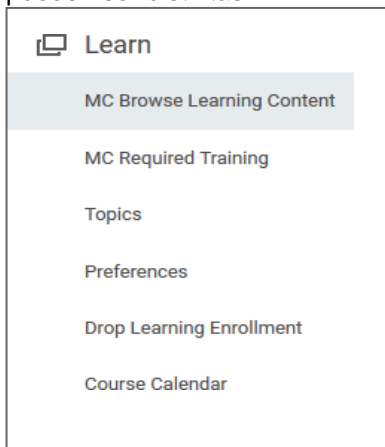 Learn
MC Browse Learning Content
MC Required Training
Topics
Preferences
Drop Learning Enrollment
Course Calendar